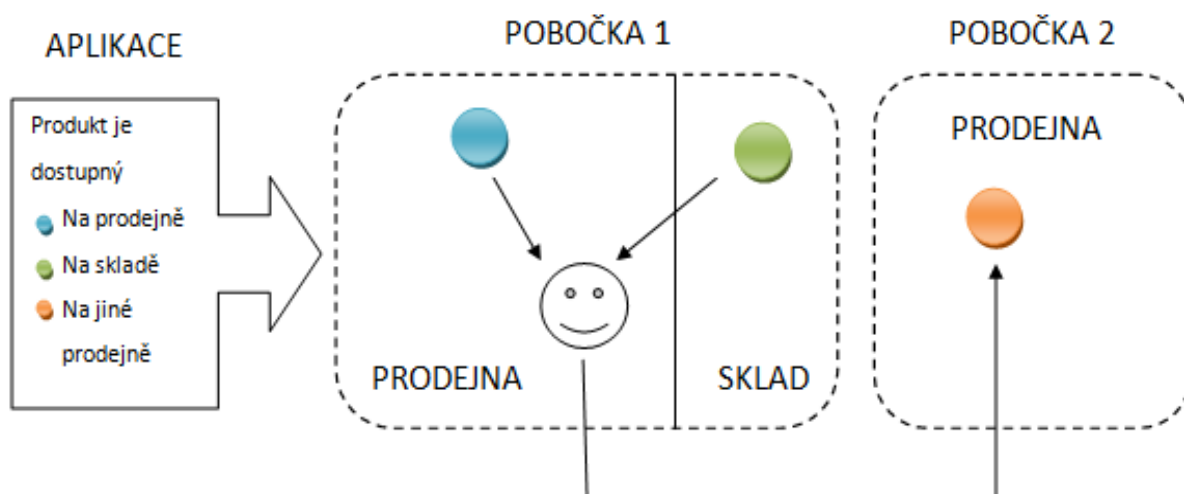 APLIKACE
Produkt je
dostupný
Na prodejně
Na skladě
Na jiné
prodejně
POBOČKA 1
PRODEJNA
SKLAD
POBOČKA 2
PRODEJNA